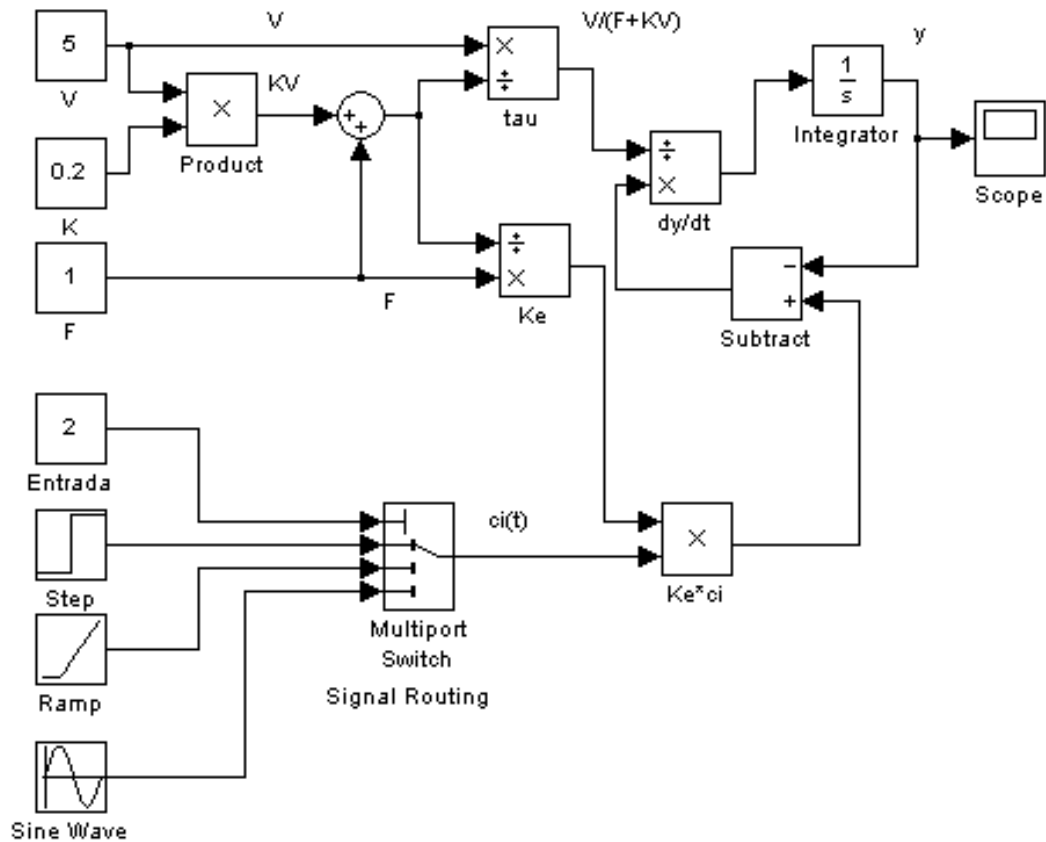 V
V/(F+KV)
y
5
×
÷
1
s
V
KV
×
+
+
tau
÷
×
Integrator
Product
0.2
Scope
K
dy/dt
÷
×
1
F
−
+
F
Ke
Subtract
2
Entrada
ci(t)
×
Step
Ke*ci
Multiport
Switch
Ramp
Signal Routing
Sine Wave